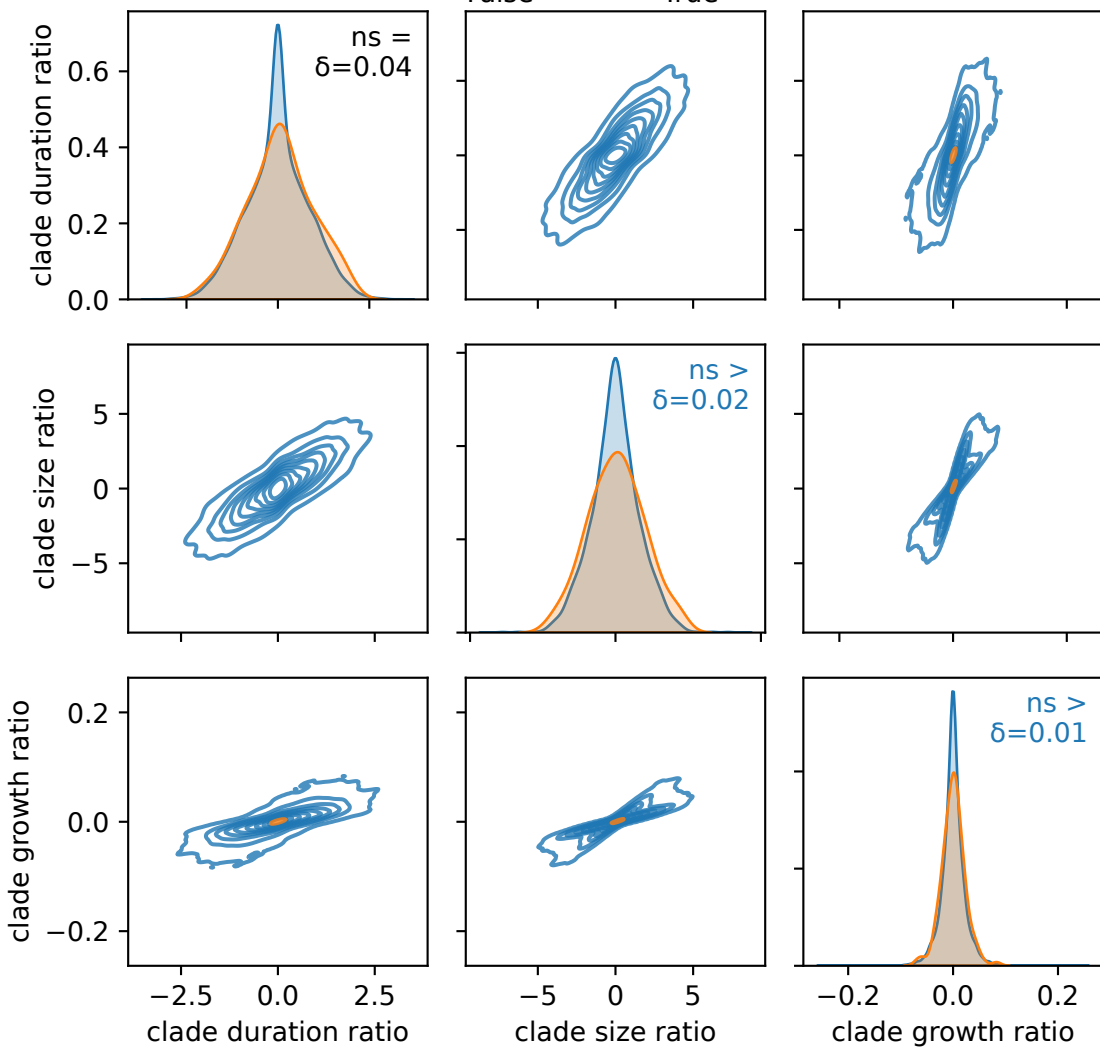 clade duration ratio
0.6
0.4
0.2
0.0
ns =
δ=0.04
clade size ratio
5
0
−5
ns >
δ=0.02
clade growth ratio
0.2
0.0
−0.2
ns >
δ=0.01
−2.5 0.0 2.5
−5 0 5
−0.2 0.0 0.2
clade duration ratio
clade size ratio
clade growth ratio